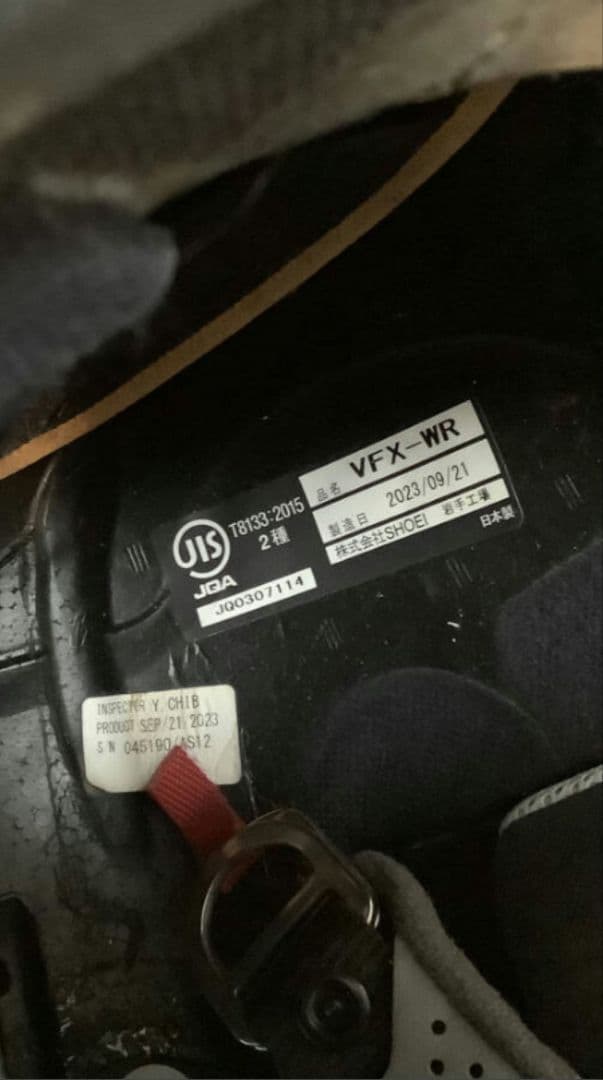 品名 VFX-WR
製造日 2023/09/21
株式会社SHOEI 岩手工場
日本製
JIS
T8133:2015
2種
JQA
JQ0307114
INSPECTOR Y. CHIB
PRODUCT SEP/21/2023
S N 045190/AS12